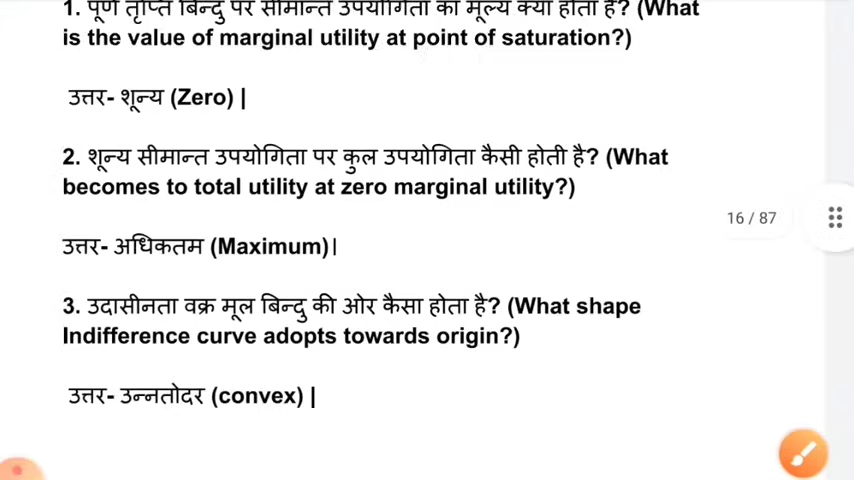 1. पूर्ण तृप्ति बिन्दु पर सीमान्त उपयोगिता का मूल्य क्या होता है? (What
is the value of marginal utility at point of saturation?)
उत्तर- शून्य (Zero) |
2. शून्य सीमान्त उपयोगिता पर कुल उपयोगिता कैसी होती है? (What
becomes to total utility at zero marginal utility?)
16 / 87
उत्तर- अधिकतम (Maximum)।
3. उदासीनता वक्र मूल बिन्दु की ओर कैसा होता है? (What shape
Indifference curve adopts towards origin?)
उत्तर- उन्नतोदर (convex) |